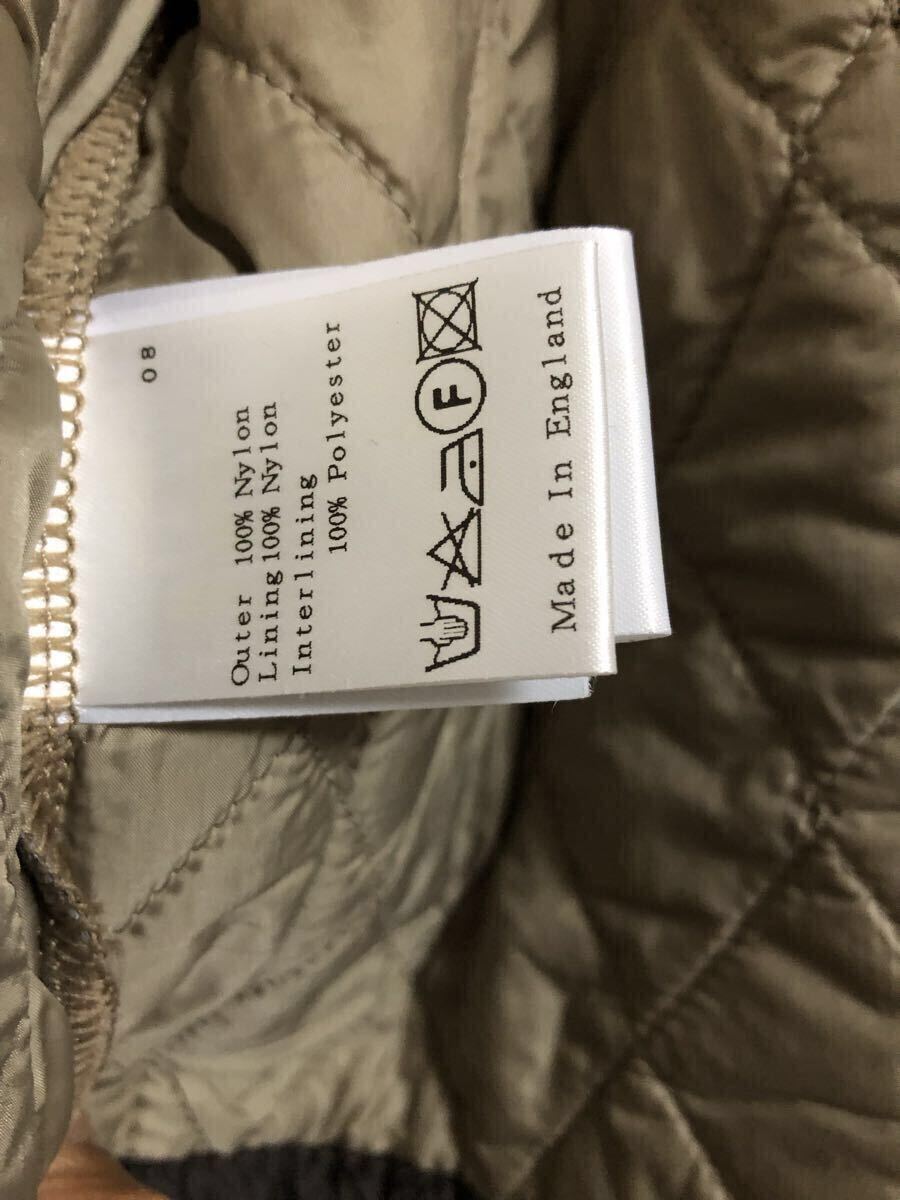 08
Outer 100% Nylon
Lining 100% Nylon
Interlining
100% Polyester
F
Made In England